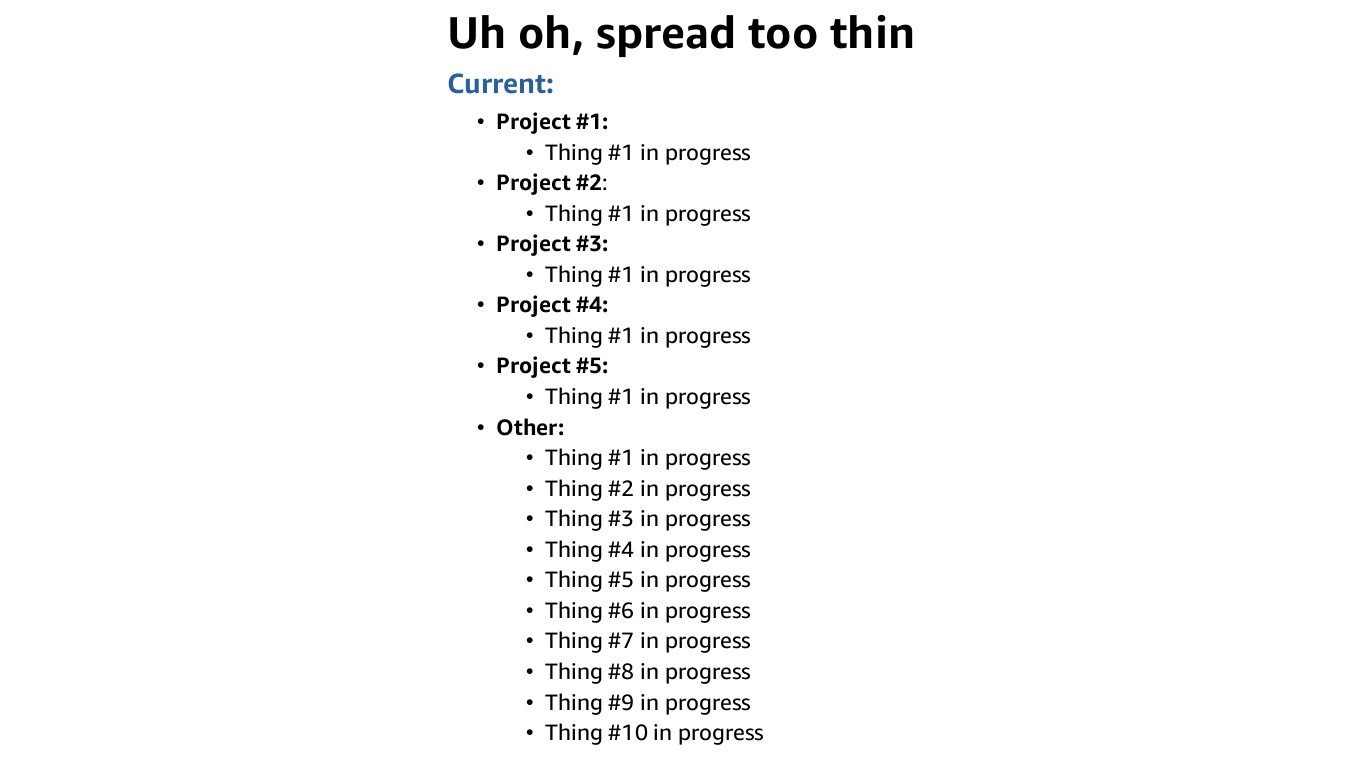 Uh oh, spread too thin
Current:
• Project #1:
• Thing #1 in progress
• Project #2:
• Thing #1 in progress
• Project #3:
• Thing #1 in progress
• Project #4:
• Thing #1 in progress
• Project #5:
• Thing #1 in progress
• Other:
• Thing #1 in progress
• Thing #2 in progress
• Thing #3 in progress
• Thing #4 in progress
• Thing #5 in progress
• Thing #6 in progress
• Thing #7 in progress
• Thing #8 in progress
• Thing #9 in progress
• Thing #10 in progress